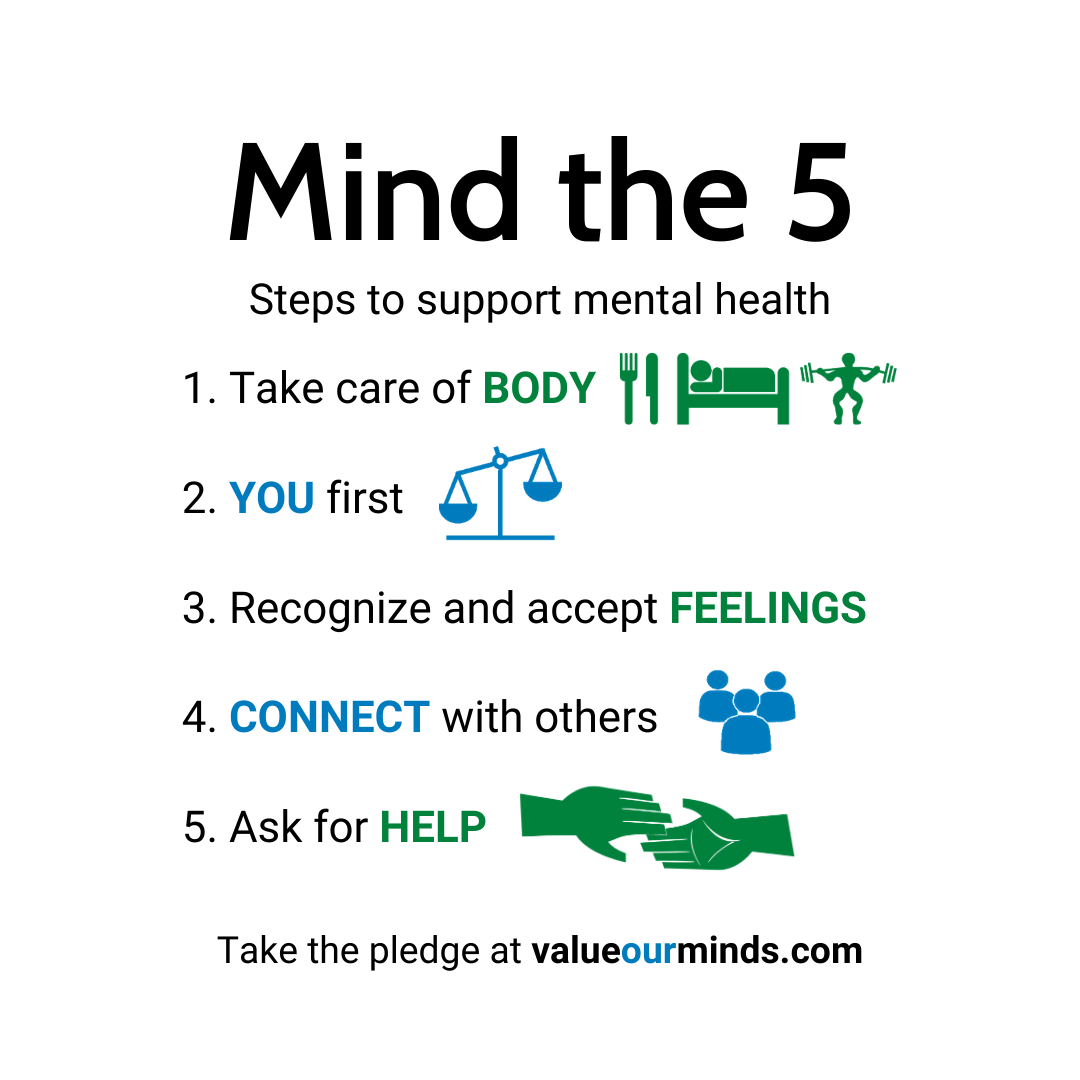 Mind the 5
Steps to support mental health
1. Take care of BODY
2. YOU first
3. Recognize and accept FEELINGS
4. CONNECT with others
5. Ask for HELP
Take the pledge at valueourminds.com